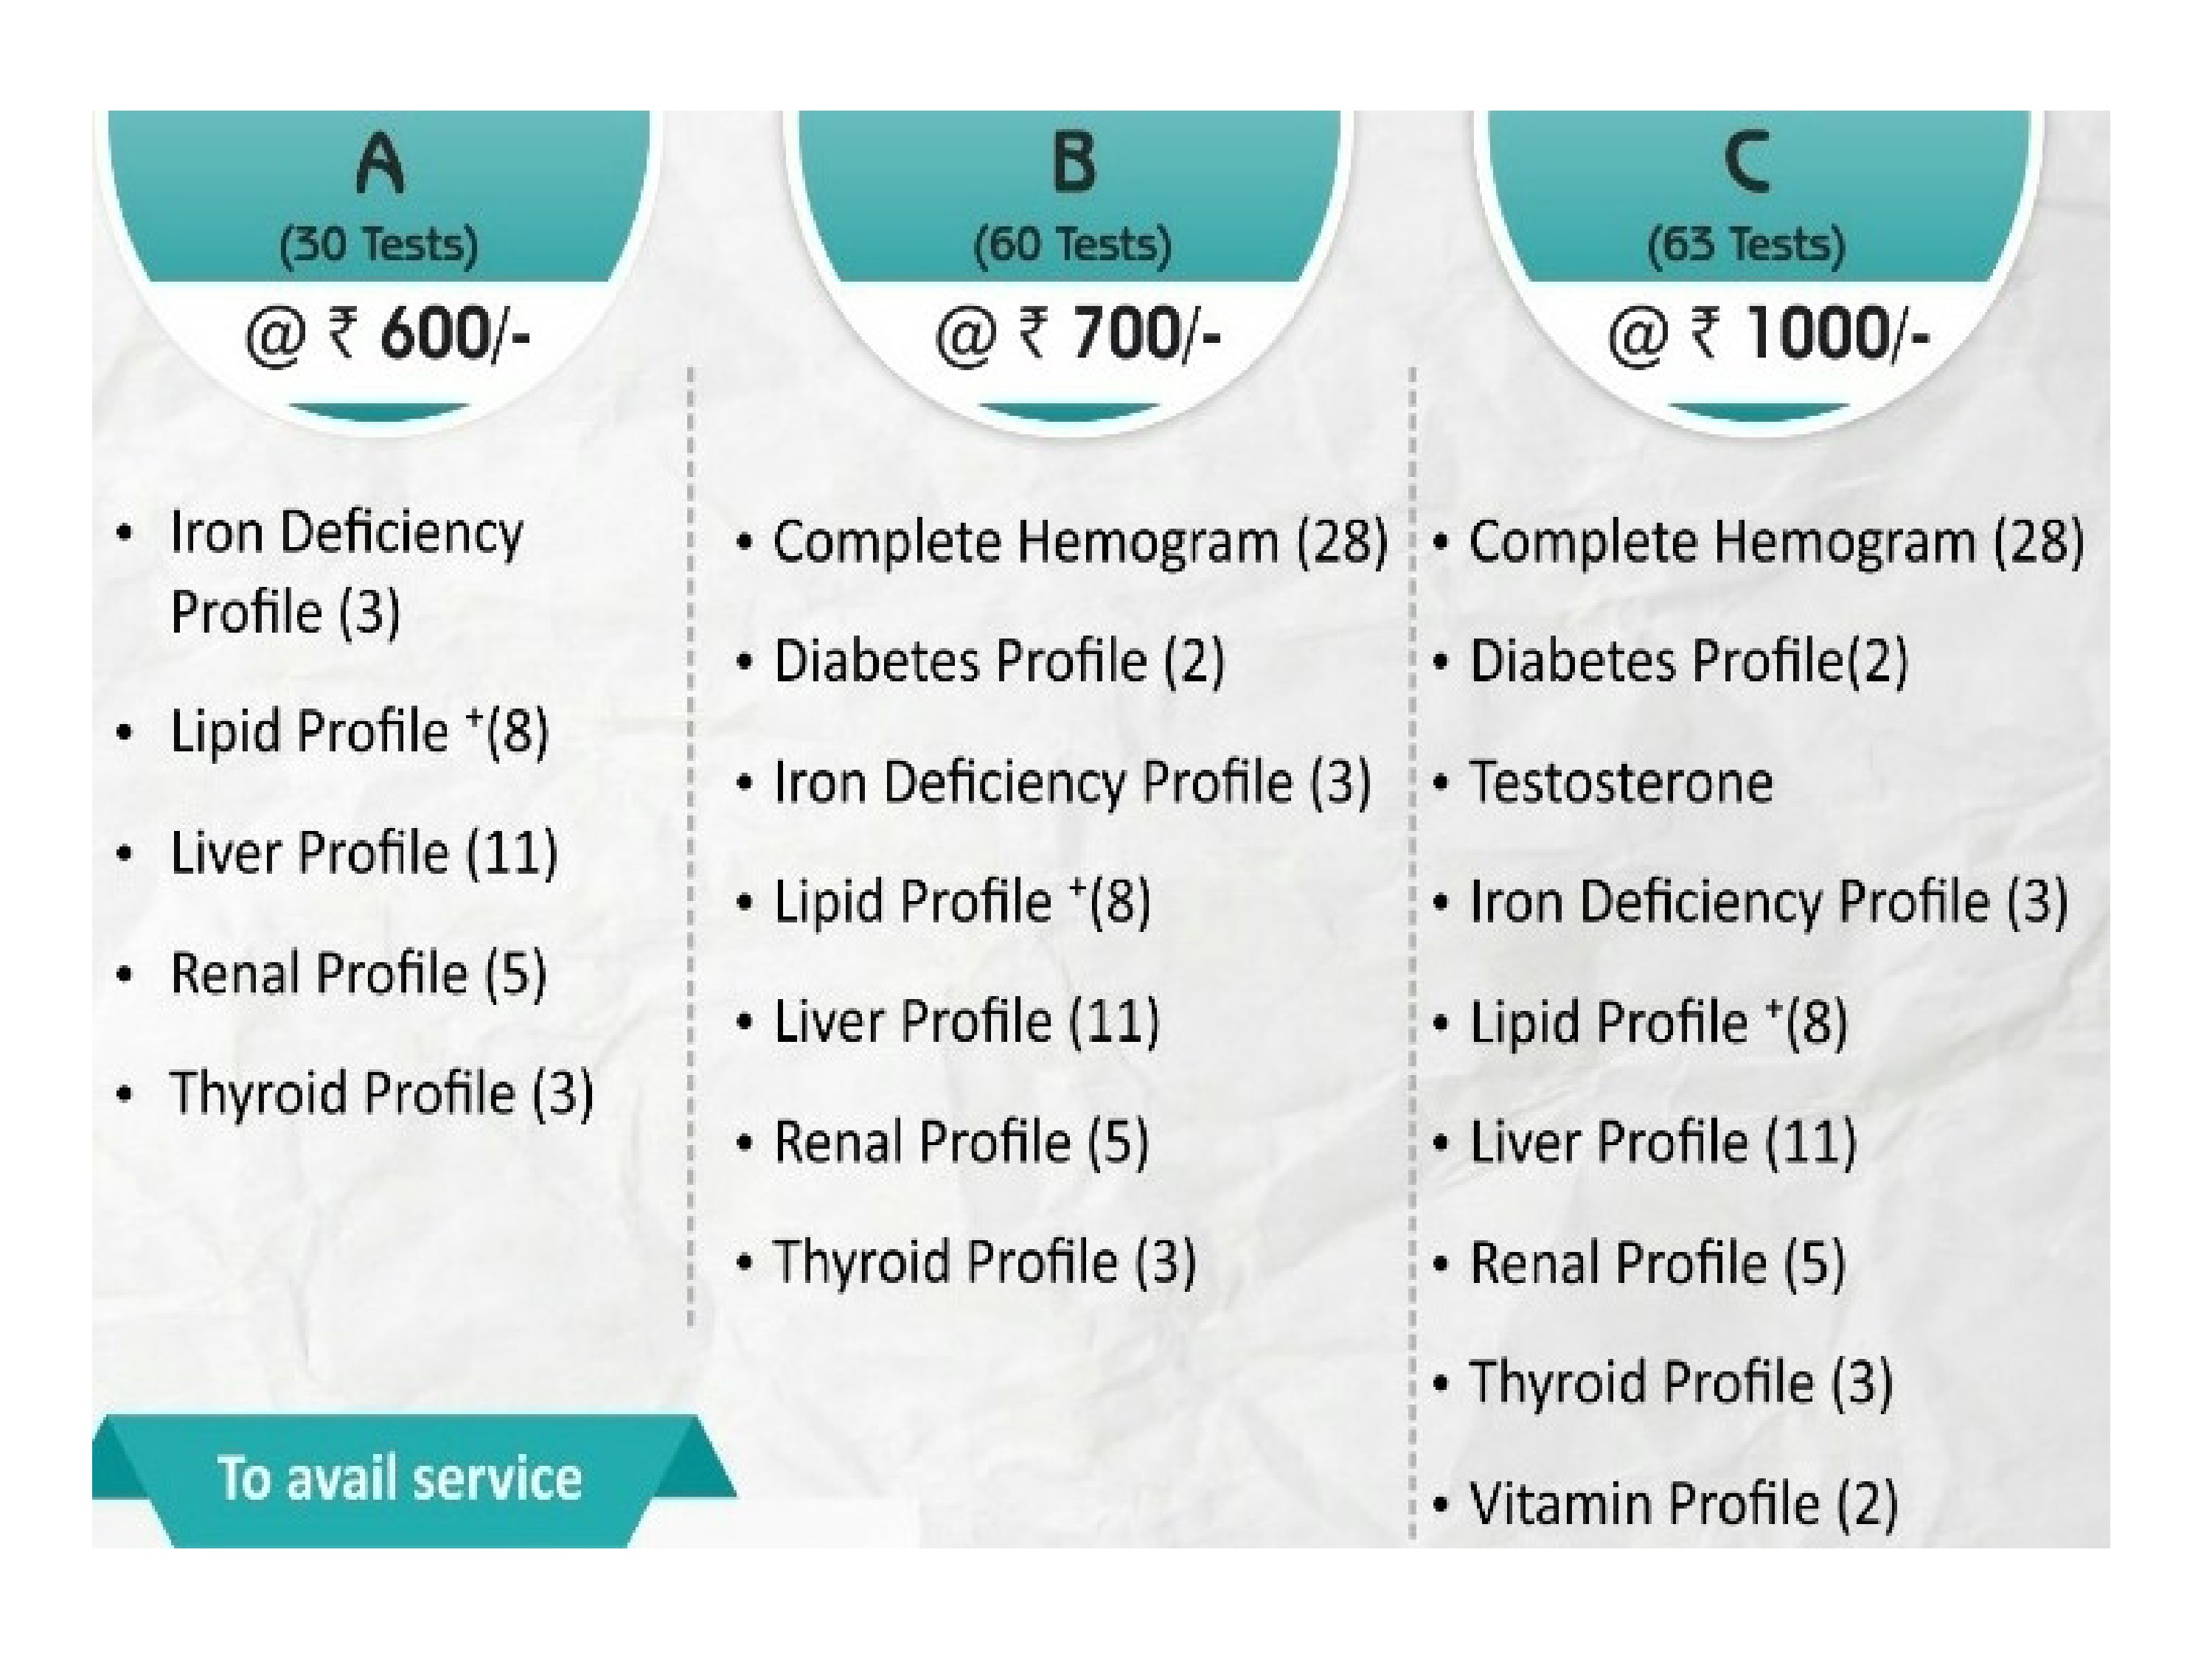 A
(30 Tests)
@ ₹ 600/-
• Iron Deficiency
Profile (3)
• Lipid Profile ⁺(8)
• Liver Profile (11)
• Renal Profile (5)
• Thyroid Profile (3)
To avail service
B
(60 Tests)
@ ₹ 700/-
• Complete Hemogram (28)
• Diabetes Profile (2)
• Iron Deficiency Profile (3)
• Lipid Profile ⁺(8)
• Liver Profile (11)
• Renal Profile (5)
• Thyroid Profile (3)
C
(63 Tests)
@ ₹ 1000/-
• Complete Hemogram (28)
• Diabetes Profile(2)
• Testosterone
• Iron Deficiency Profile (3)
• Lipid Profile ⁺(8)
• Liver Profile (11)
• Renal Profile (5)
• Thyroid Profile (3)
• Vitamin Profile (2)